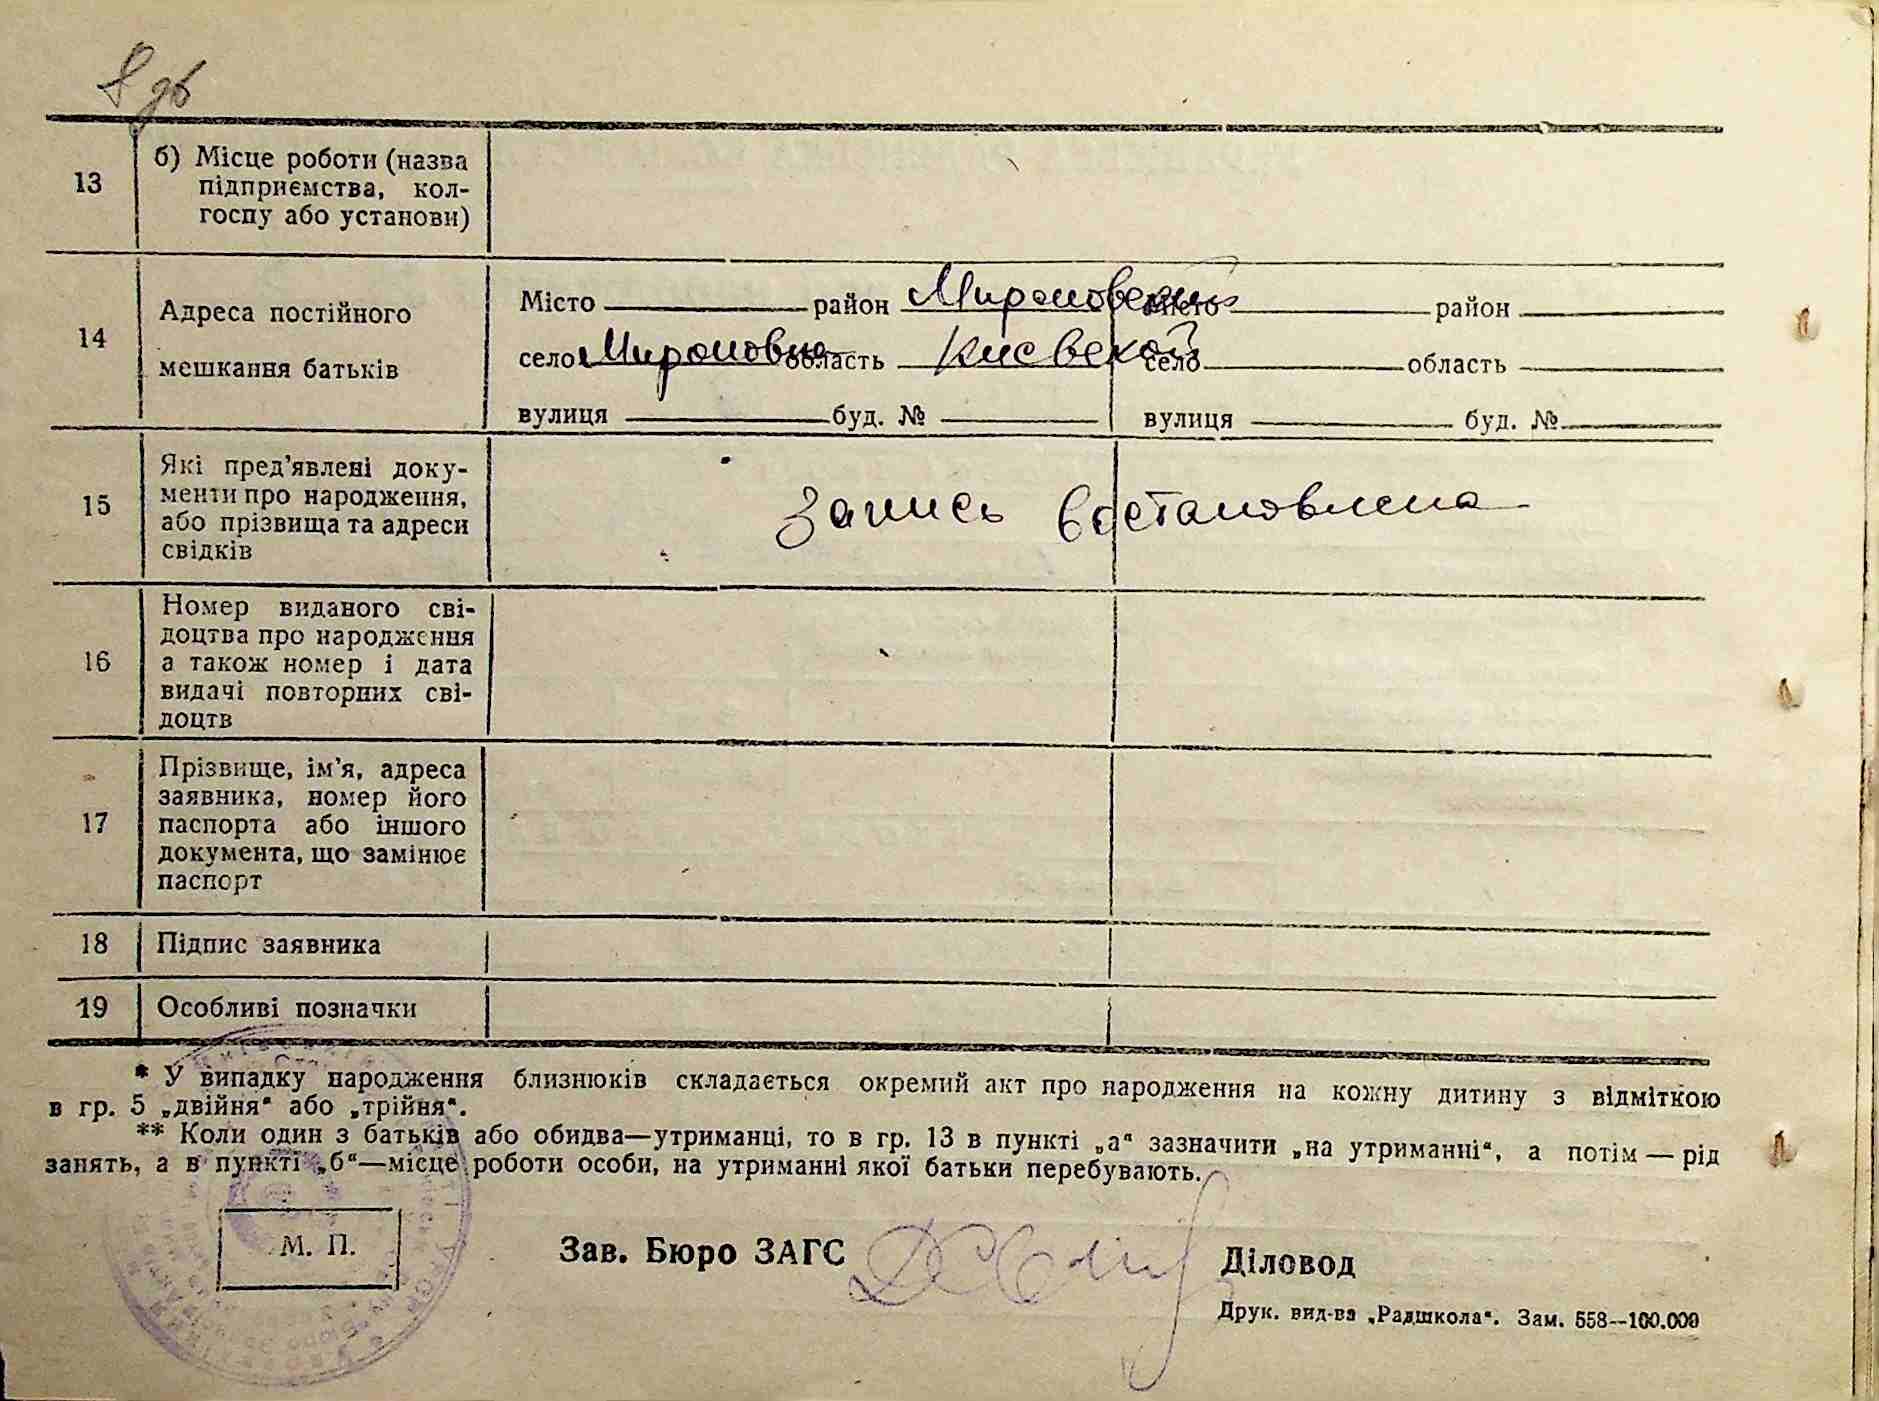 13 б) Місце роботи (назва
підприємства, кол-
госпу або установи)
14 Адреса постійного
мешкання батьків
Місто район Мироновский Місто район
село Мироновка область Киевской село область
вулиця буд. № вулиця буд. №
15 Які пред’явлені доку-
менти про народження,
або прізвища та адреси
свідків
Запись востановлена
16 Номер виданого сві-
доцтва про народження
а також номер і дата
видачі повторних сві-
доцтв
17 Прізвище, ім’я, адреса
заявника, номер його
паспорта або іншого
документа, що замінює
паспорт
18 Підпис заявника
19 Особливі позначки
* У випадку народження близнюків складається окремий акт про народження на кожну дитину з відміткою
в гр. 5 „двійня“ або „трійня“.
** Коли один з батьків або обидва—утриманці, то в гр. 13 в пункті „а“ зазначити „на утриманні“, а потім — рід
занять, а в пункті „б“—місце роботи особи, на утриманні якої батьки перебувають.
М. П.
Зав. Бюро ЗАГС Діловод
Друк. вид-ва „Радшкола“. Зам. 558—100.000